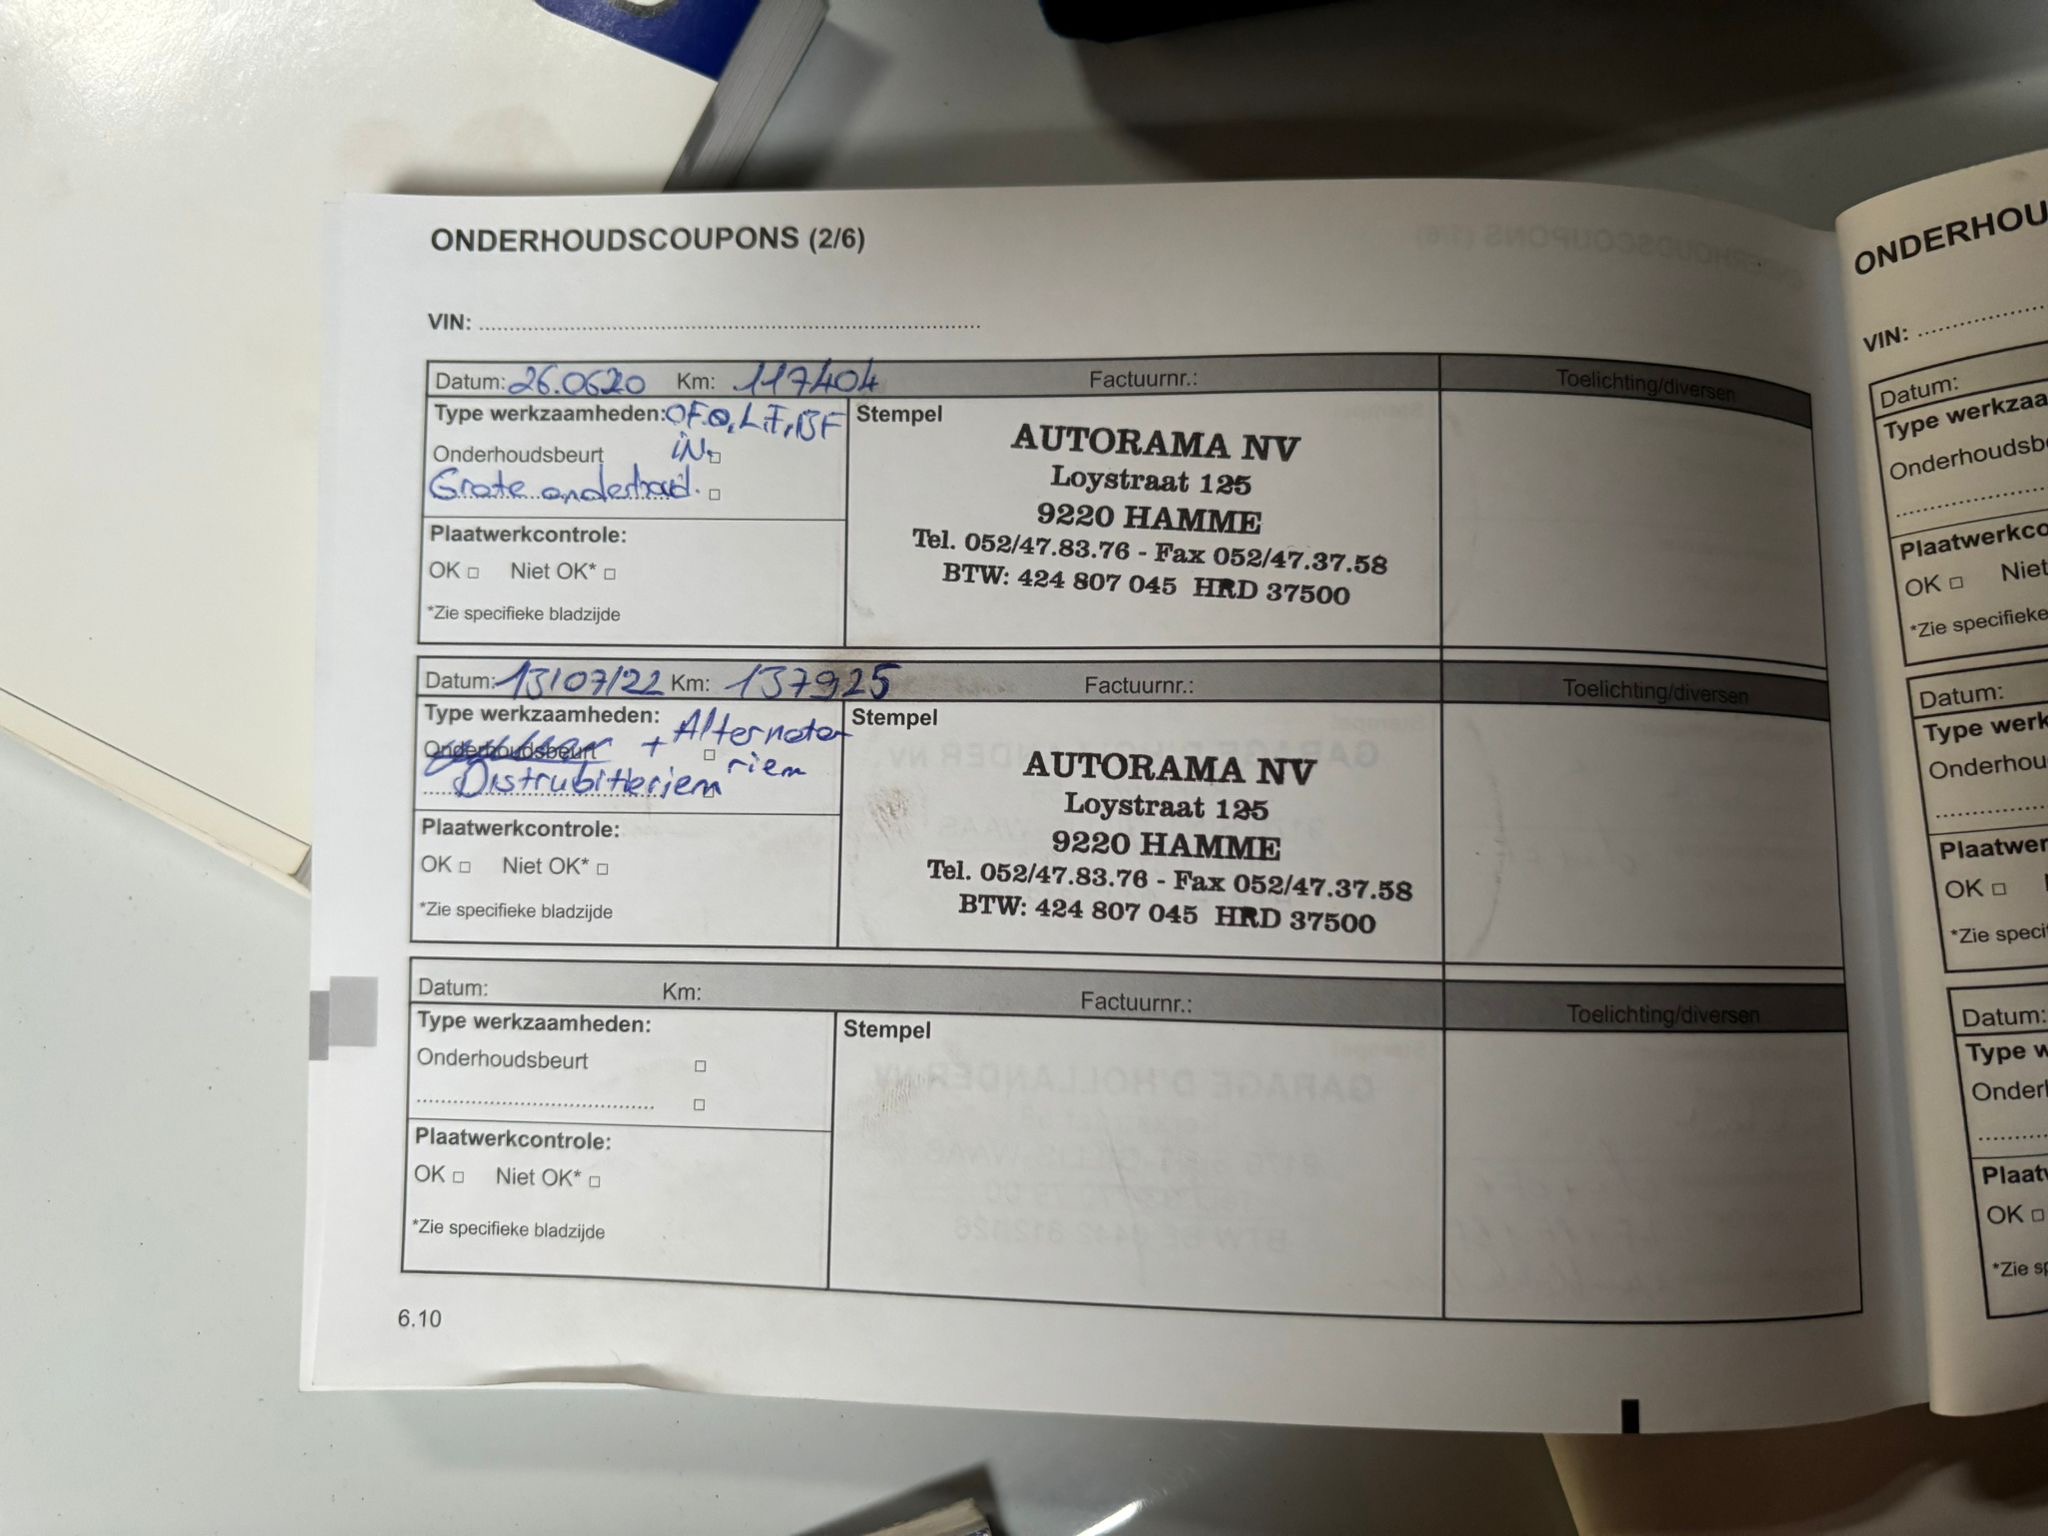 ONDERHOUDSCOUPONS (2/6)
VIN:
Datum: 26.06.20 Km: 117404 Factuurnr.: Toelichting/diversen
Type werkzaamheden: OF.O, L.F, BF
Onderhoudsbeurt iN.
Grote onderhoud.
Plaatwerkcontrole:
OK Niet OK*
*Zie specifieke bladzijde
Stempel
AUTORAMA NV
Loystraat 125
9220 HAMME
Tel. 052/47.83.76 - Fax 052/47.37.58
BTW: 424 807 045 HRD 37500
Datum: 13/07/22 Km: 137925 Factuurnr.: Toelichting/diversen
Type werkzaamheden:
Onderhoudsbeurt + Alternator
riem
Distrubitieriem
Plaatwerkcontrole:
OK Niet OK*
*Zie specifieke bladzijde
Stempel
AUTORAMA NV
Loystraat 125
9220 HAMME
Tel. 052/47.83.76 - Fax 052/47.37.58
BTW: 424 807 045 HRD 37500
Datum: Km: Factuurnr.: Toelichting/diversen
Type werkzaamheden:
Onderhoudsbeurt
Plaatwerkcontrole:
OK Niet OK*
*Zie specifieke bladzijde
Stempel
6.10
ONDERHOU
VIN:
Datum:
Type werkzaa
Onderhoudsb
Plaatwerkco
OK Niet
*Zie specifieke
Datum:
Type werk
Onderhou
Plaatwer
OK
*Zie speci
Datum:
Type w
Onder
Plaat
OK
*Zie s